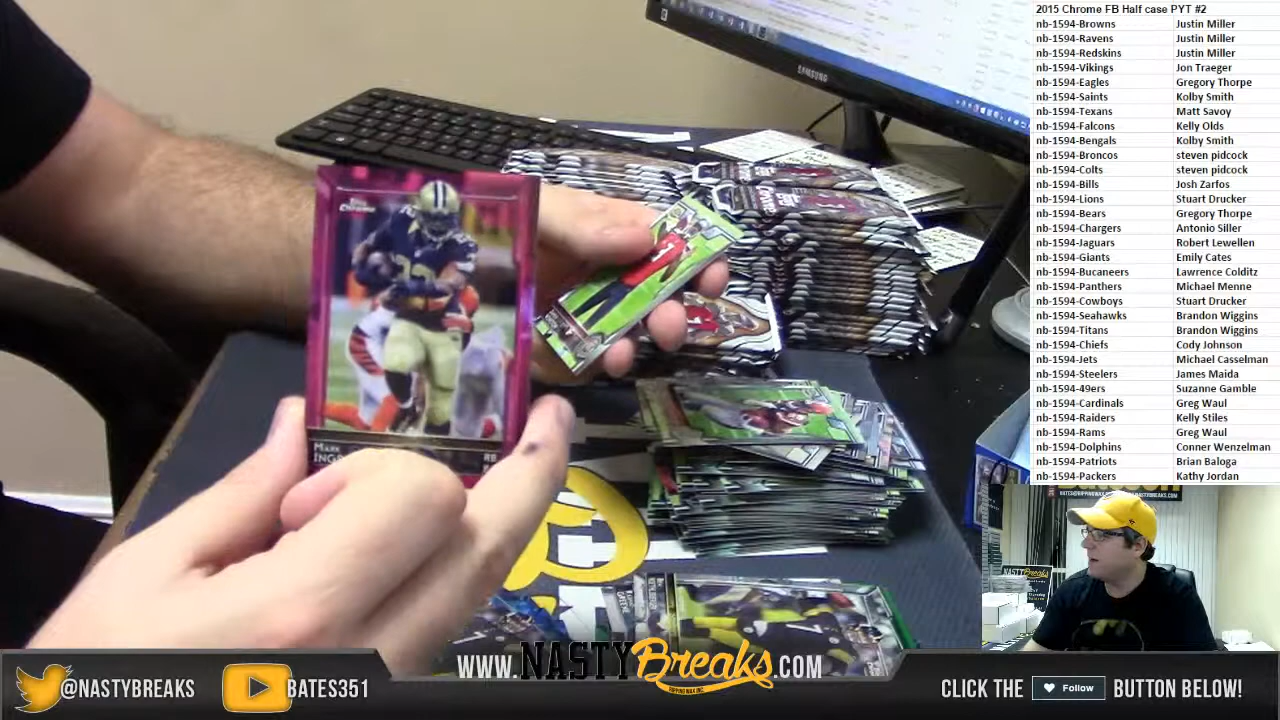 SAMSUNG
Chrome
MARK
RB
2015 Chrome FB Half case PYT #2
nb-1594-Browns Justin Miller
nb-1594-Ravens Justin Miller
nb-1594-Redskins Justin Miller
nb-1594-Vikings Jon Traeger
nb-1594-Eagles Gregory Thorpe
nb-1594-Saints Kolby Smith
nb-1594-Texans Matt Savoy
nb-1594-Falcons Kelly Olds
nb-1594-Bengals Kolby Smith
nb-1594-Broncos steven pidcock
nb-1594-Colts steven pidcock
nb-1594-Bills Josh Zarfos
nb-1594-Lions Stuart Drucker
nb-1594-Bears Gregory Thorpe
nb-1594-Chargers Antonio Siller
nb-1594-Jaguars Robert Lewellen
nb-1594-Giants Emily Cates
nb-1594-Bucaneers Lawrence Colditz
nb-1594-Panthers Michael Menne
nb-1594-Cowboys Stuart Drucker
nb-1594-Seahawks Brandon Wiggins
nb-1594-Titans Brandon Wiggins
nb-1594-Chiefs Cody Johnson
nb-1594-Jets Michael Casselman
nb-1594-Steelers James Maida
nb-1594-49ers Suzanne Gamble
nb-1594-Cardinals Greg Waul
nb-1594-Raiders Kelly Stiles
nb-1594-Rams Greg Waul
nb-1594-Dolphins Conner Wenzelman
nb-1594-Patriots Brian Baloga
nb-1594-Packers Kathy Jordan
NASTY Breaks
@NASTYBREAKS
BATES351
WWW.NASTYBreaks.COM
RIPPING WAX INC
CLICK THE Follow BUTTON BELOW!